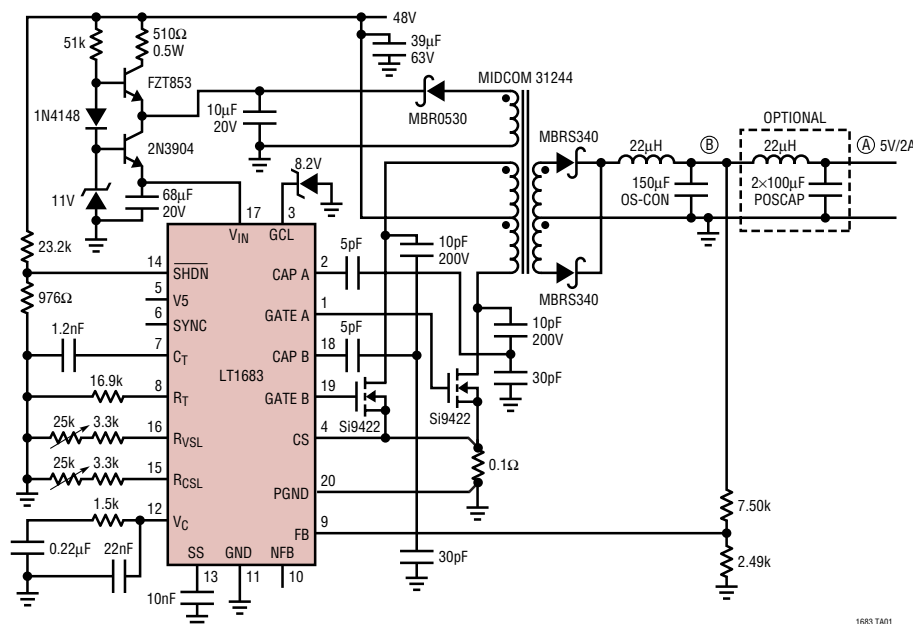 48V
51k
510Ω
0.5W
39µF
63V
FZT853
MIDCOM 31244
1N4148
10µF
20V
MBR0530
MBRS340
OPTIONAL
2N3904
22µH
B
22µH
A 5V/2A
8.2V
11V
68µF
20V
150µF
OS-CON
2×100µF
POSCAP
17
3
VIN
GCL
23.2k
10pF
200V
14
SHDN
5pF
2
CAP A
976Ω
5
V5
MBRS340
1
GATE A
6
SYNC
10pF
200V
1.2nF
5pF
7
CT
LT1683
18
CAP B
30pF
16.9k
8
RT
19
GATE B
Si9422
Si9422
25k
3.3k
16
RVSL
4
CS
0.1Ω
25k
3.3k
15
RCSL
20
PGND
1.5k
12
VC
9
FB
7.50k
0.22µF
22nF
SS
GND
NFB
30pF
2.49k
13
11
10
10nF
1683 TA01